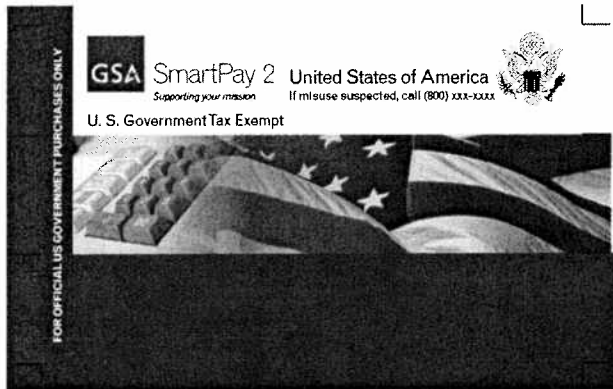 FOR OFFICIAL US GOVERNMENT PURCHASES ONLY
GSA
SmartPay 2
Supporting your mission
United States of America
If misuse suspected, call (800) xxx-xxxx
U. S. Government Tax Exempt